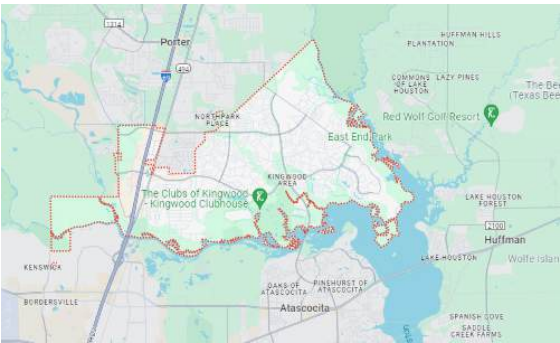 1314
Porter
494
HUFFMAN HILLS
PLANTATION
COMMONS
OF LAKE
HOUSTON
LAZY PINES
The Bee
(Texas Bee
Red Wolf Golf Resort
NORTHPARK
PLACE
East End Park
KINGWOOD
AREA
The Clubs of Kingwood
- Kingwood Clubhouse
LAKE HOUSTON
FOREST
2100
Huffman
LAKE HOUSTON
Wolfe Island
KENSWICK
BORDERSVILLE
OAKS OF
ATASCOCITA
PINEHURST OF
ATASCOCITA
Atascocita
SPANISH COVE
SADDLE
CREEK FARMS